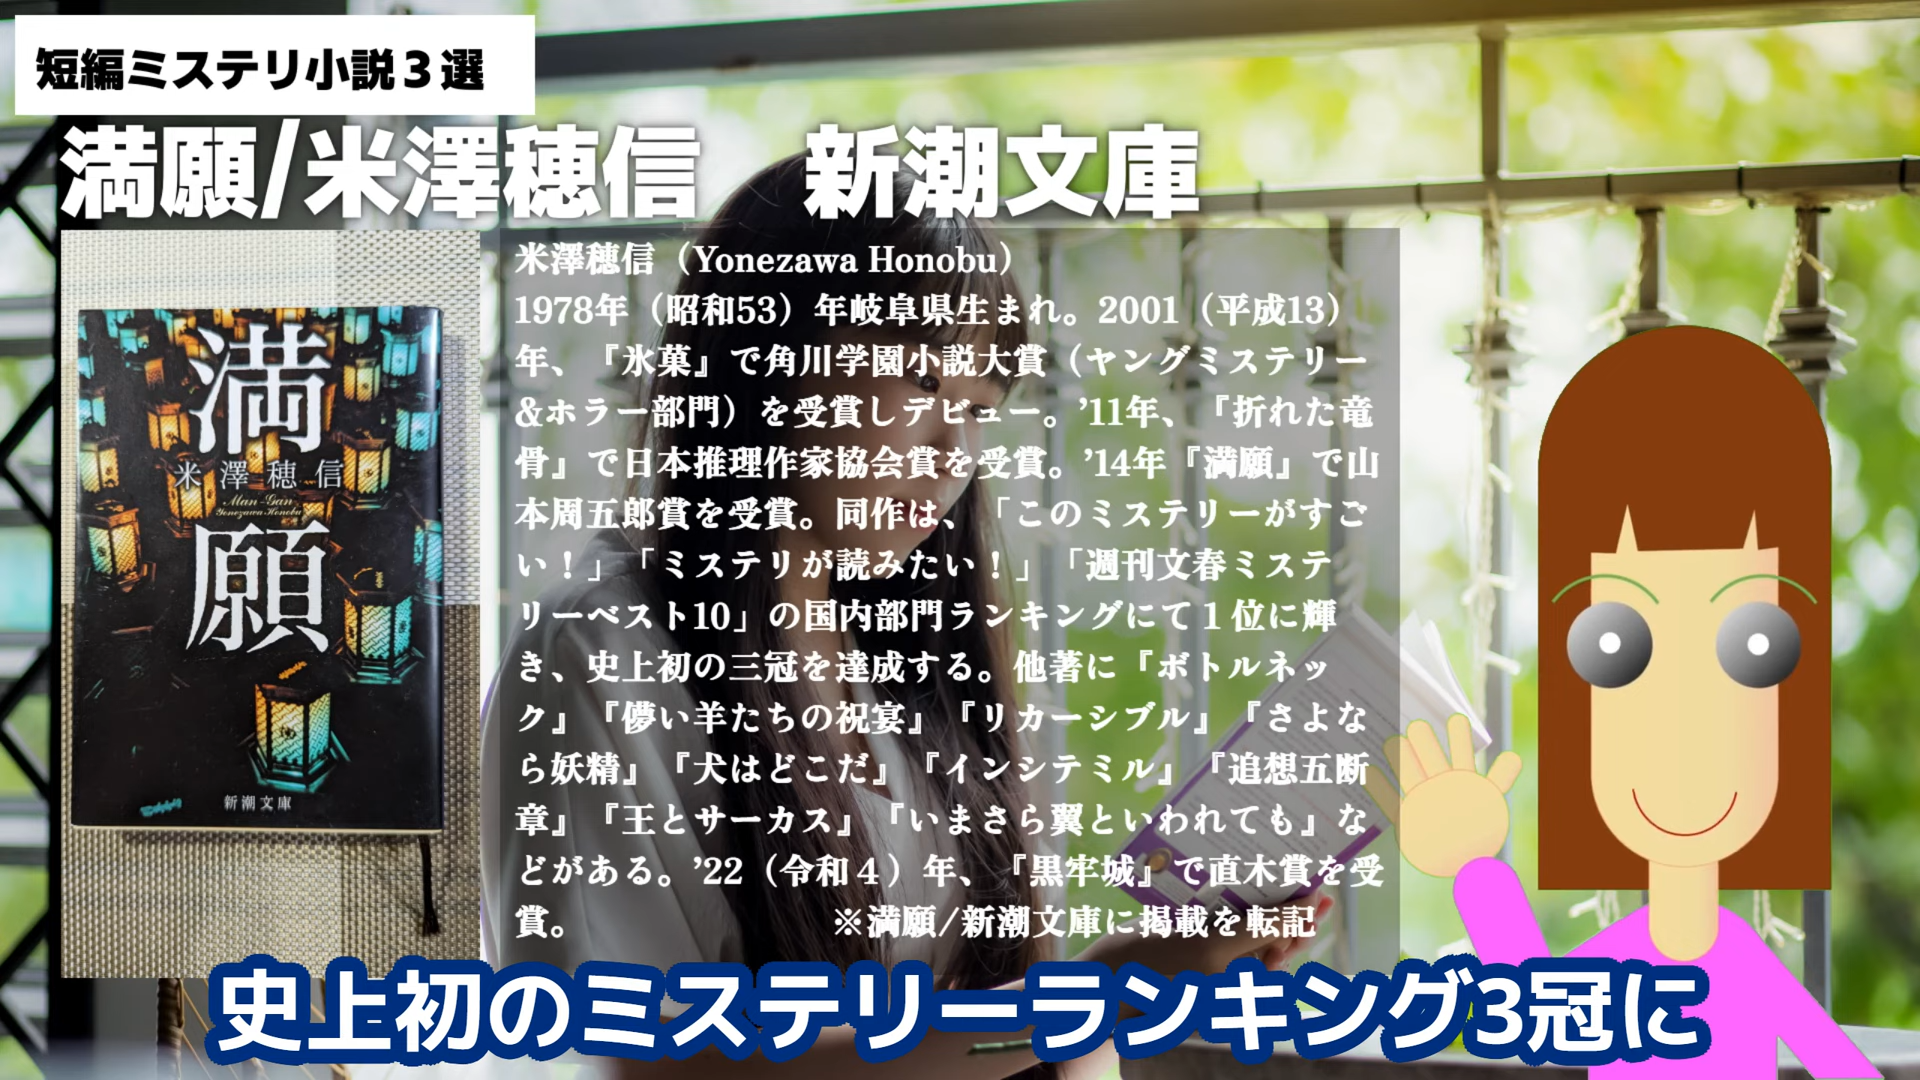 短編ミステリ小説３選
満願/米澤穂信　新潮文庫
満
米澤穂信
Man-Gan
Yonezawa Honobu
願
新潮文庫
米澤穂信（Yonezawa Honobu）
1978年（昭和53）年岐阜県生まれ。2001（平成13）
年、『氷菓』で角川学園小説大賞（ヤングミステリー
&ホラー部門）を受賞しデビュー。’11年、『折れた竜
骨』で日本推理作家協会賞を受賞。’14年『満願』で山
本周五郎賞を受賞。同作は、「このミステリーがすご
い！」「ミステリが読みたい！」「週刊文春ミステ
リーベスト10」の国内部門ランキングにて１位に輝
き、史上初の三冠を達成する。他著に『ボトルネッ
ク』『儚い羊たちの祝宴』『リカーシブル』『さよな
ら妖精』『犬はどこだ』『インシテミル』『追想五断
章』『王とサーカス』『いまさら翼といわれても』な
どがある。’22（令和４）年、『黒牢城』で直木賞を受
賞。　　　　　　　※満願/新潮文庫に掲載を転記
史上初のミステリーランキング3冠に